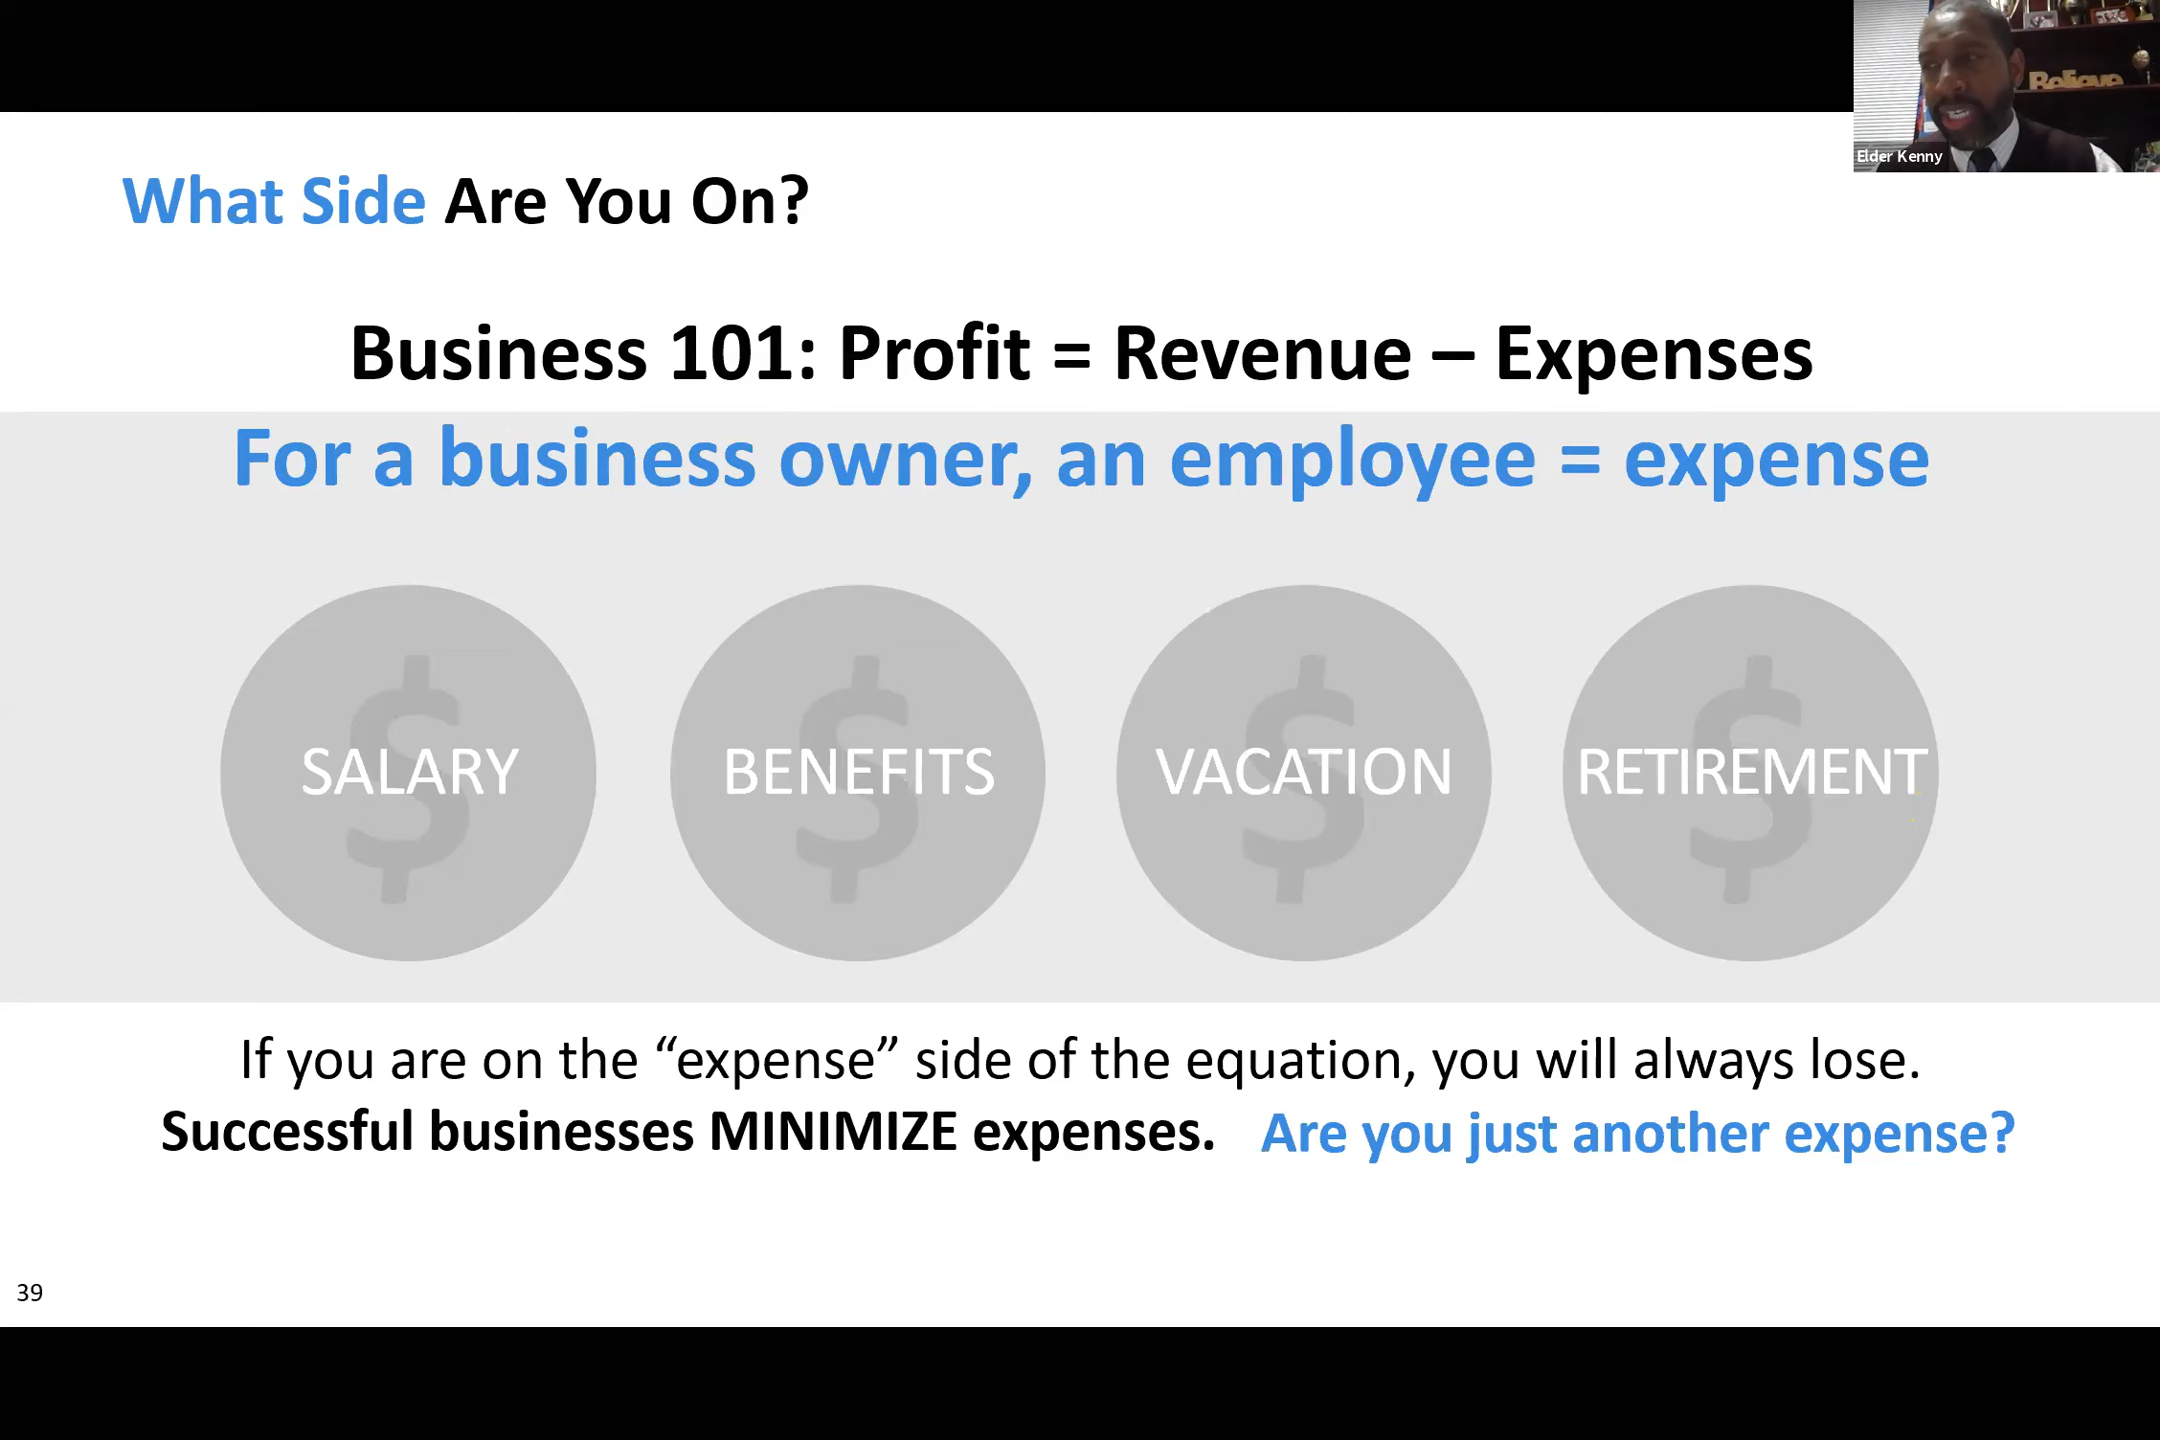 Believe
Elder Kenny
What Side Are You On?
Business 101: Profit = Revenue – Expenses
For a business owner, an employee = expense
SALARY
BENEFITS
VACATION
RETIREMENT
If you are on the “expense” side of the equation, you will always lose.
Successful businesses MINIMIZE expenses. Are you just another expense?
39